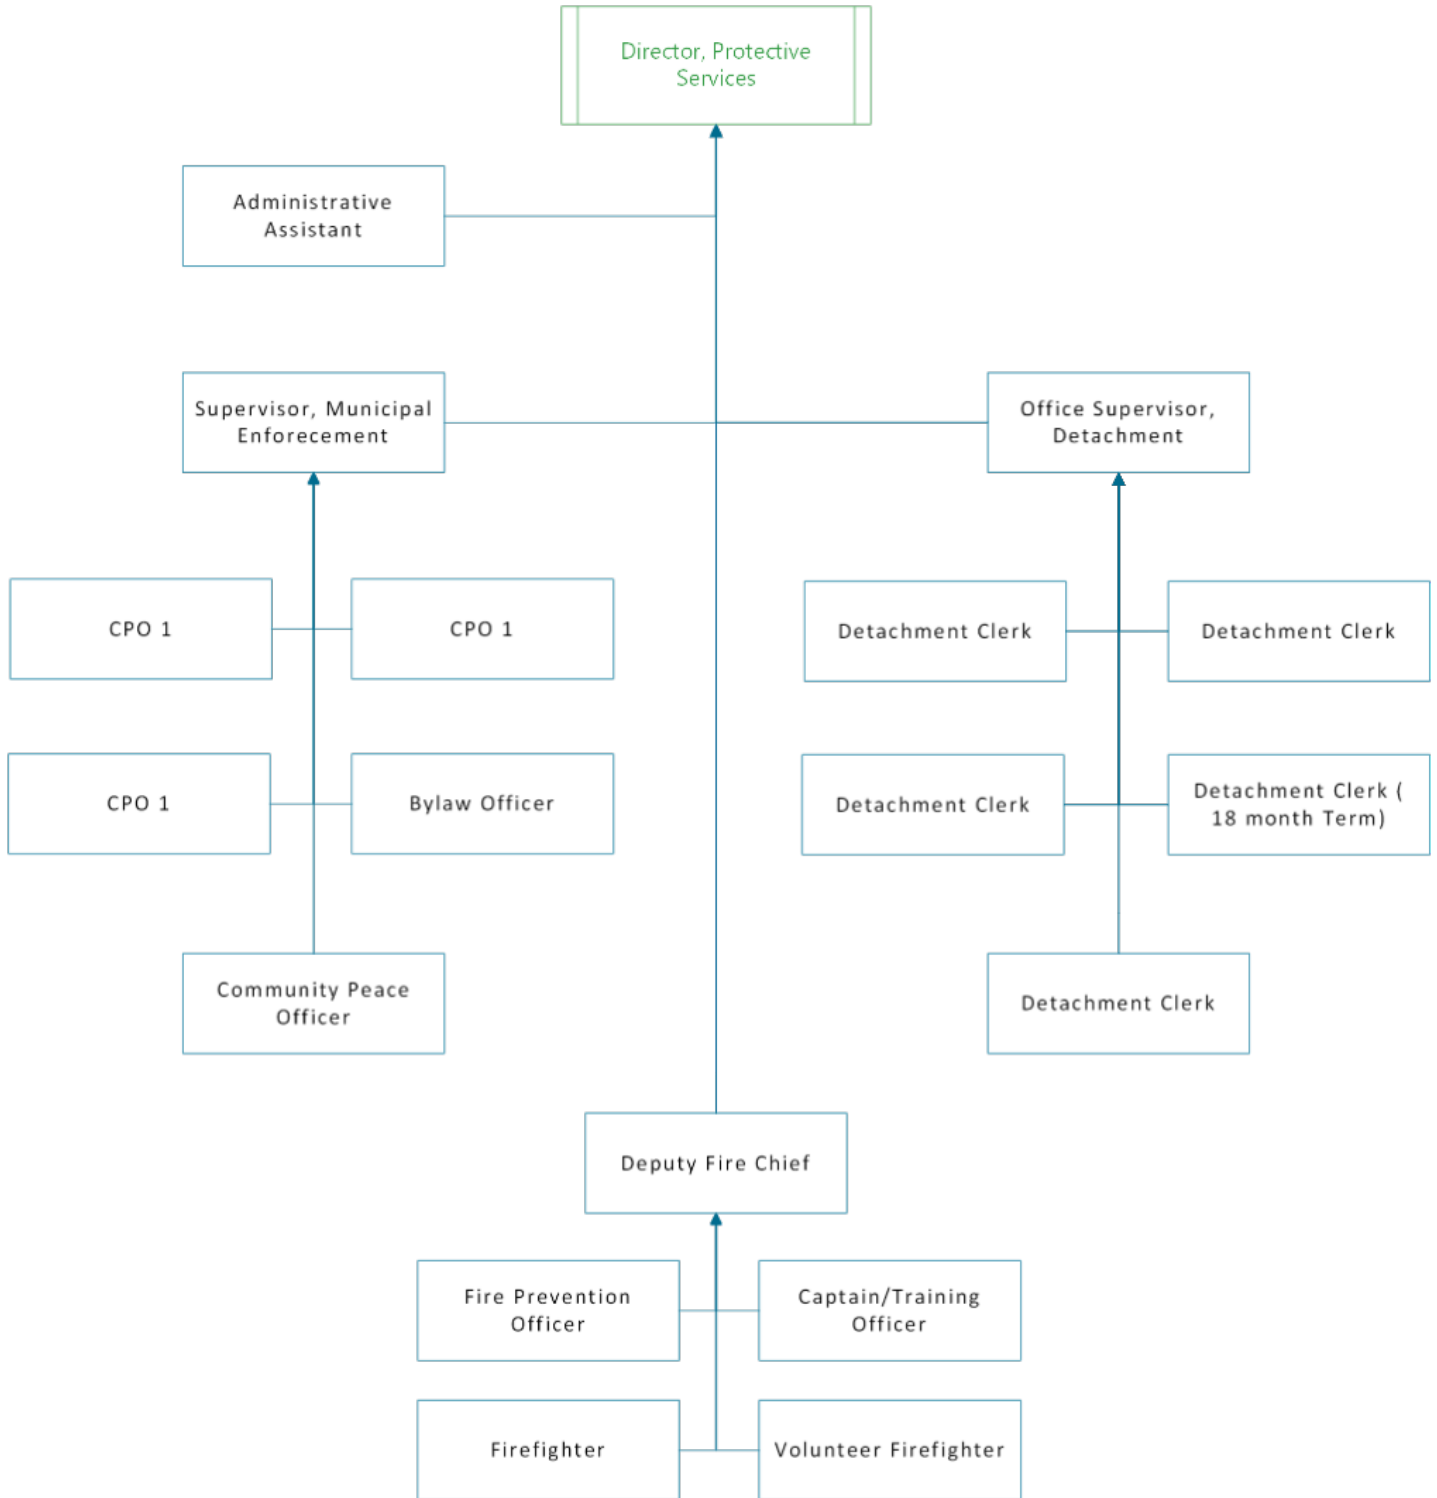 Director, Protective
Services
Administrative
Assistant
Supervisor, Municipal
Enforecement
Office Supervisor,
Detachment
CPO 1
CPO 1
Detachment Clerk
Detachment Clerk
CPO 1
Bylaw Officer
Detachment Clerk
Detachment Clerk (
18 month Term)
Community Peace
Officer
Detachment Clerk
Deputy Fire Chief
Fire Prevention
Officer
Captain/Training
Officer
Firefighter
Volunteer Firefighter